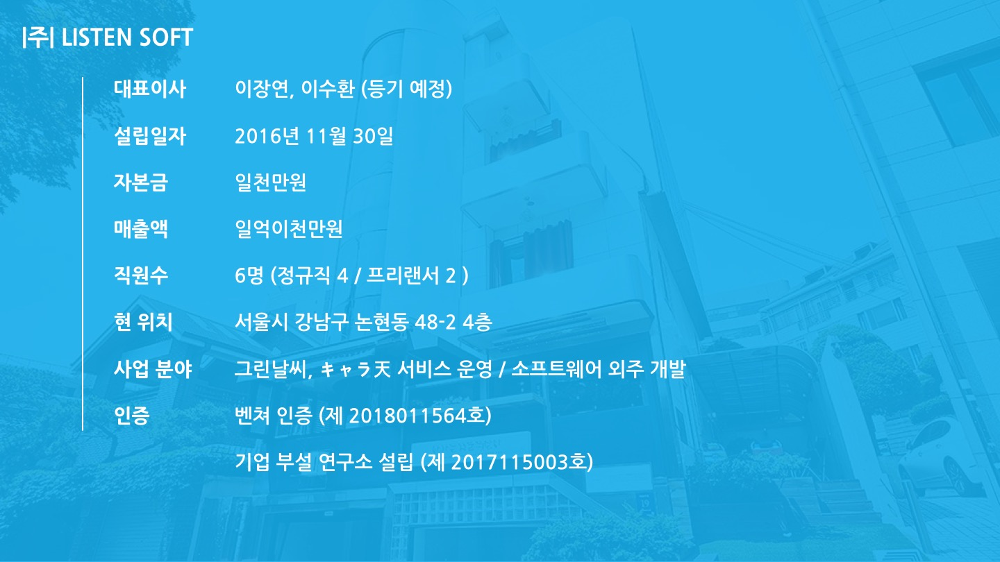 |주| LISTEN SOFT
대표이사 이장연, 이수환 (등기 예정)
설립일자 2016년 11월 30일
자본금 일천만원
매출액 일억이천만원
직원수 6명 (정규직 4 / 프리랜서 2 )
현 위치 서울시 강남구 논현동 48-2 4층
사업 분야 그린날씨, キャラ天 서비스 운영 / 소프트웨어 외주 개발
인증 벤쳐 인증 (제 2018011564호)
기업 부설 연구소 설립 (제 2017115003호)